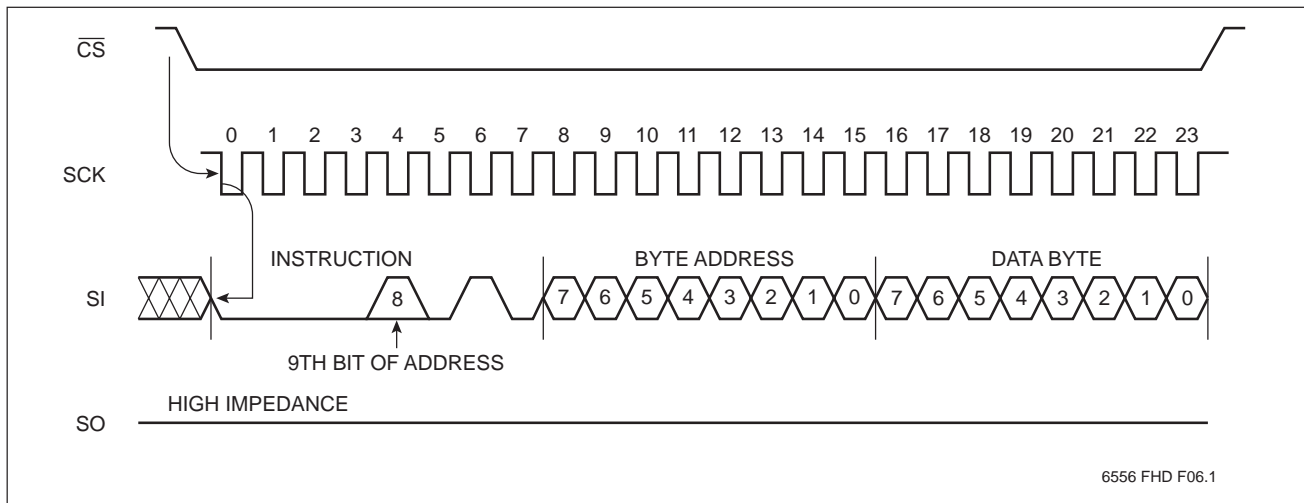 CS
0 1 2 3 4 5 6 7 8 9 10 11 12 13 14 15 16 17 18 19 20 21 22 23
SCK
INSTRUCTION BYTE ADDRESS DATA BYTE
SI 8 7 6 5 4 3 2 1 0 7 6 5 4 3 2 1 0
9TH BIT OF ADDRESS
HIGH IMPEDANCE
SO
6556 FHD F06.1